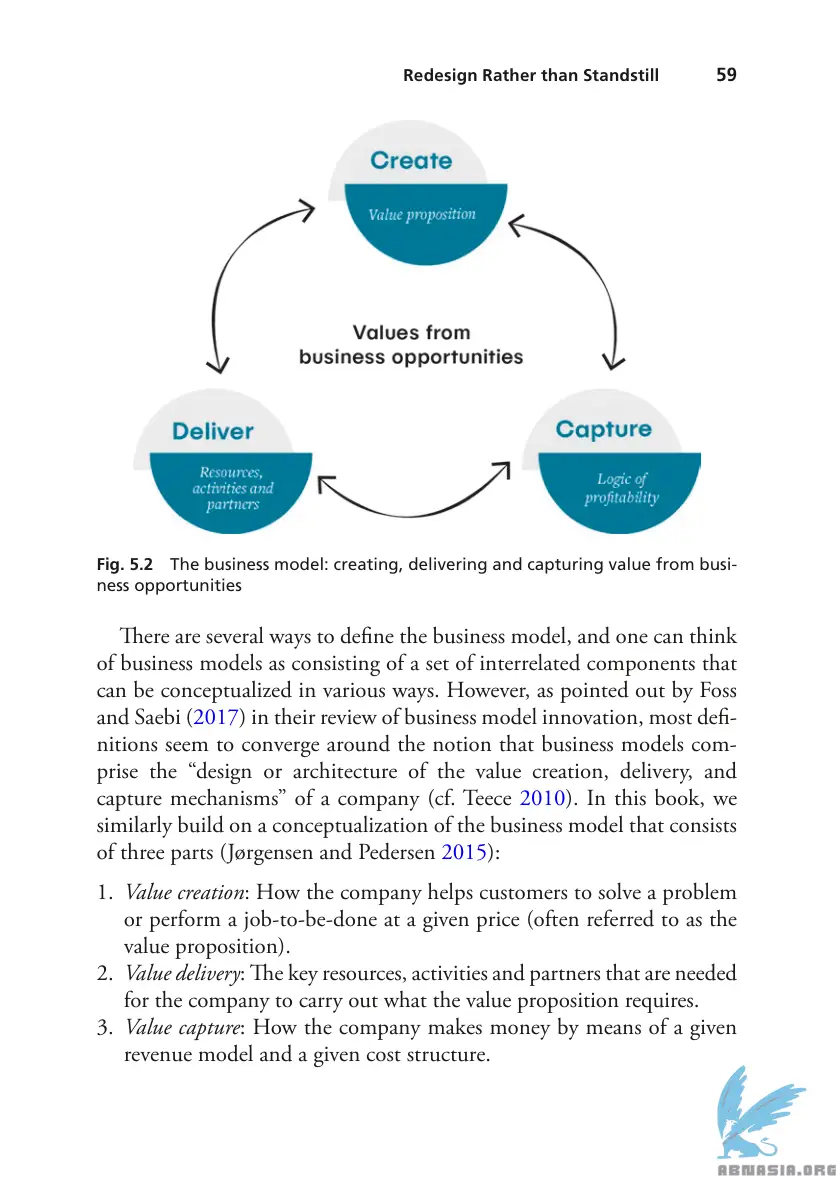 Redesign Rather than Standstill 59
Create
Value proposition
Values from
business opportunities
Deliver
Resources,
activities and
partners
Capture
Logic of
profitability
Fig. 5.2 The business model: creating, delivering and capturing value from busi-
ness opportunities
There are several ways to define the business model, and one can think
of business models as consisting of a set of interrelated components that
can be conceptualized in various ways. However, as pointed out by Foss
and Saebi (2017) in their review of business model innovation, most defi-
nitions seem to converge around the notion that business models com-
prise the “design or architecture of the value creation, delivery, and
capture mechanisms” of a company (cf. Teece 2010). In this book, we
similarly build on a conceptualization of the business model that consists
of three parts (Jørgensen and Pedersen 2015):
1. Value creation: How the company helps customers to solve a problem
or perform a job-to-be-done at a given price (often referred to as the
value proposition).
2. Value delivery: The key resources, activities and partners that are needed
for the company to carry out what the value proposition requires.
3. Value capture: How the company makes money by means of a given
revenue model and a given cost structure.
ABNASIA.ORG